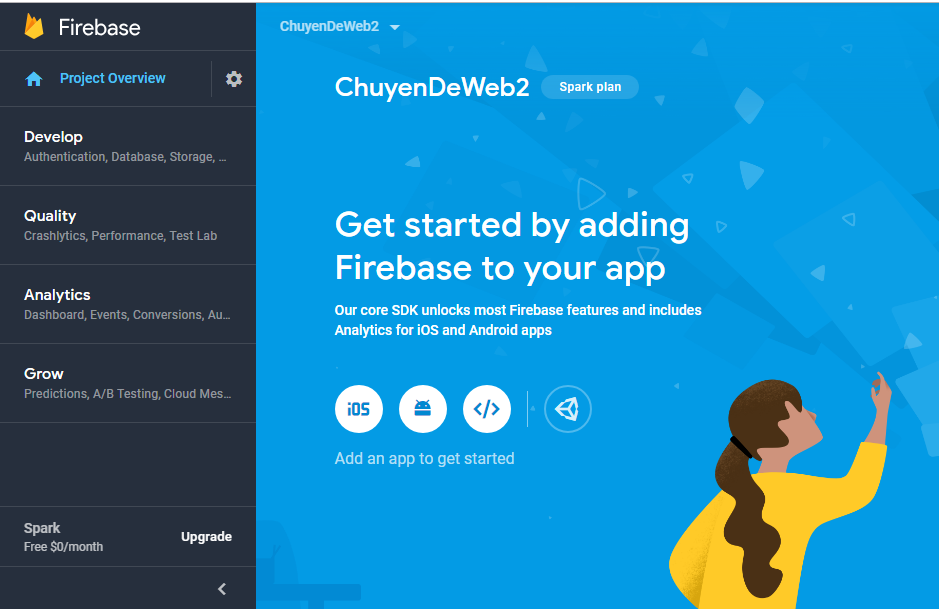 Firebase
Project Overview
Develop
Authentication, Database, Storage, ...
Quality
Crashlytics, Performance, Test Lab
Analytics
Dashboard, Events, Conversions, Au...
Grow
Predictions, A/B Testing, Cloud Mes...
Spark
Free $0/month
Upgrade
ChuyenDeWeb2
ChuyenDeWeb2 Spark plan
Get started by adding
Firebase to your app
Our core SDK unlocks most Firebase features and includes
Analytics for iOS and Android apps
iOS
Add an app to get started